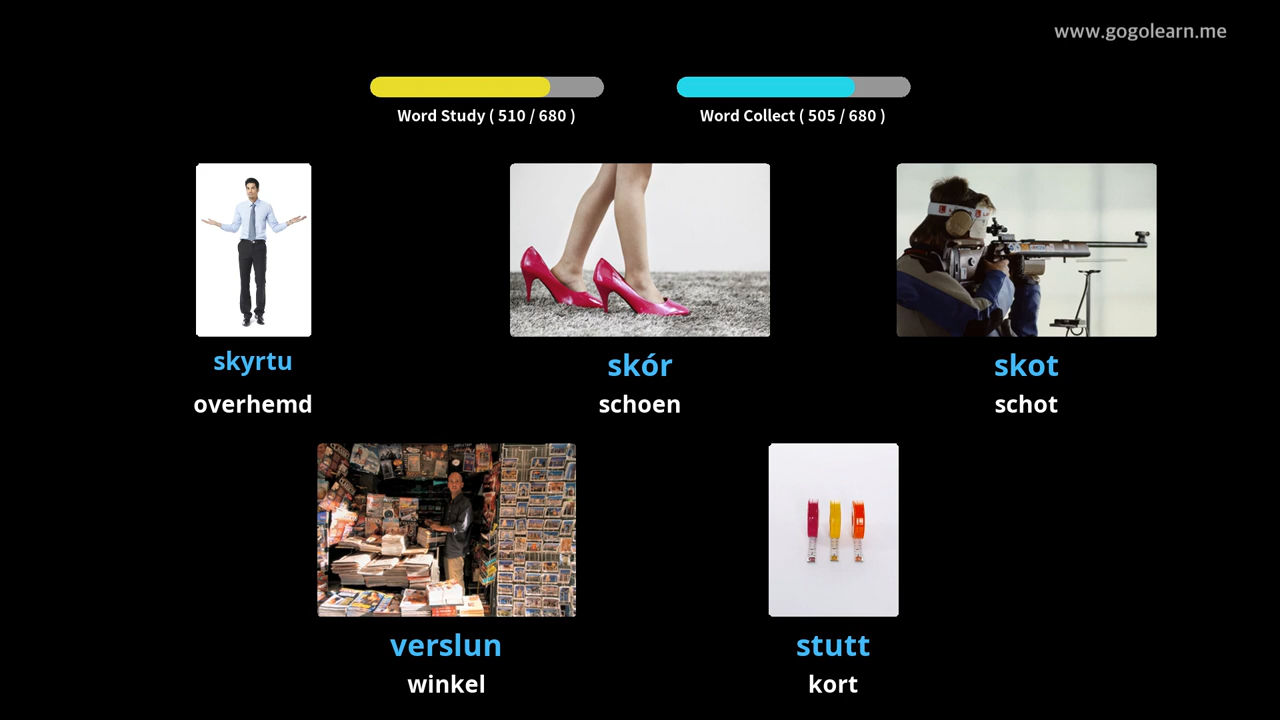 www.gogolearn.me
Word Study ( 510 / 680 )
Word Collect ( 505 / 680 )
skyrtu
overhemd
skór
schoen
skot
schot
verslun
winkel
stutt
kort